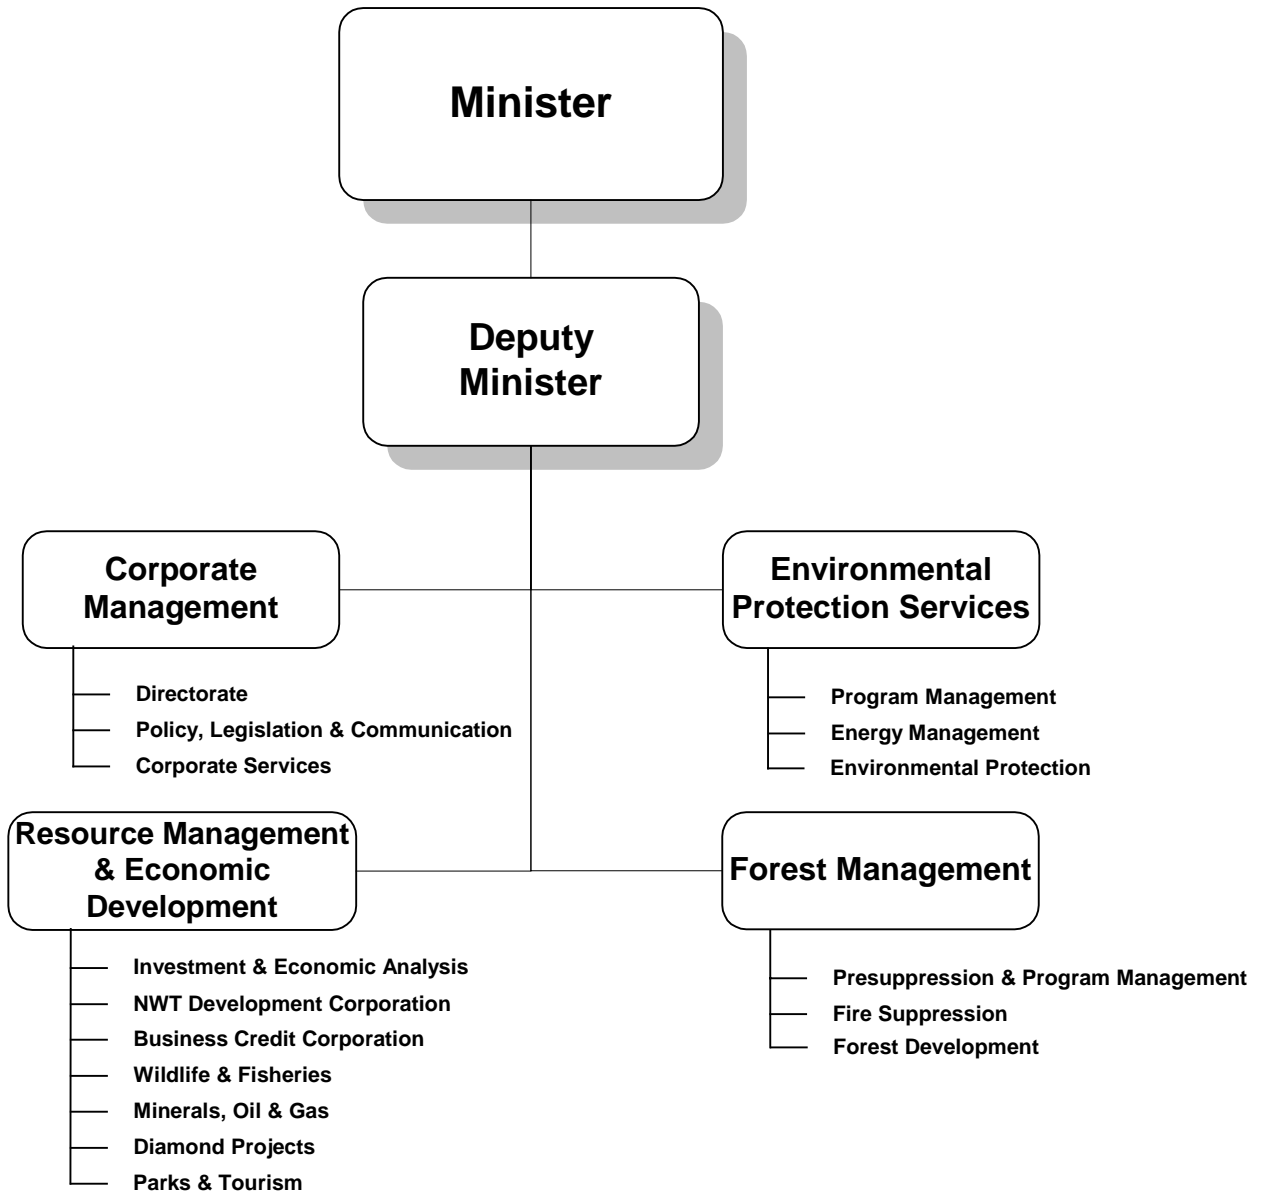 Minister
Deputy
Minister
Corporate
Management
Directorate
Policy, Legislation & Communication
Corporate Services
Environmental
Protection Services
Program Management
Energy Management
Environmental Protection
Resource Management
& Economic
Development
Investment & Economic Analysis
NWT Development Corporation
Business Credit Corporation
Wildlife & Fisheries
Minerals, Oil & Gas
Diamond Projects
Parks & Tourism
Forest Management
Presuppression & Program Management
Fire Suppression
Forest Development